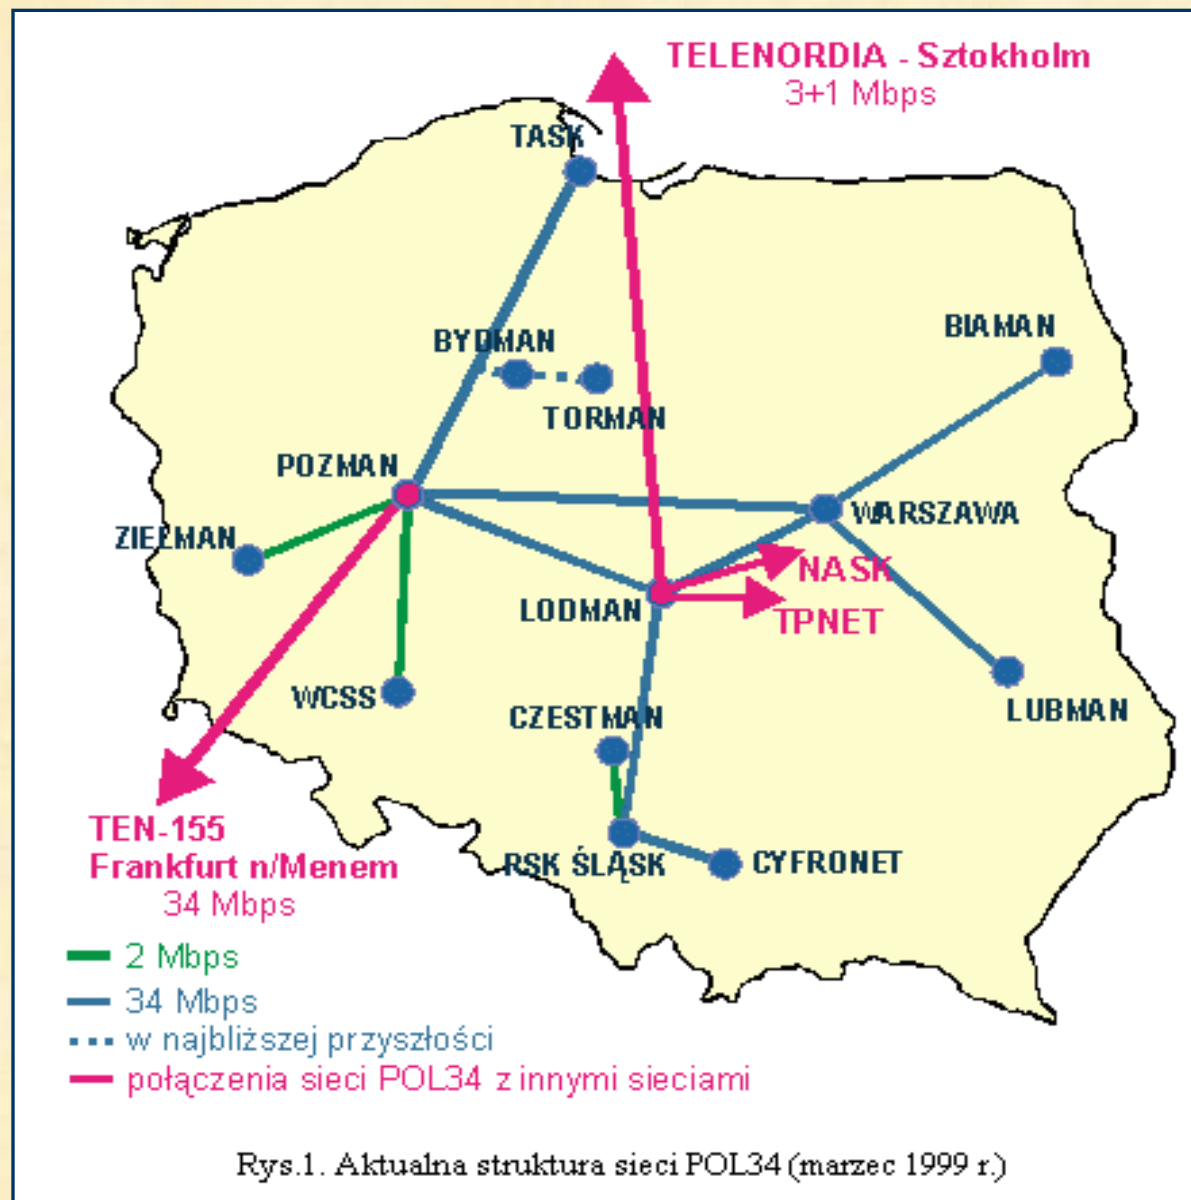 TELENORDIA - Sztokholm
3+1 Mbps
TASK
BIAMAN
BYDMAN
TORMAN
POZMAN
WARSZAWA
ZIELMAN
NASK
LODMAN
TPNET
WCSS
CZESTMAN
LUBMAN
TEN-155
Frankfurt n/Menem
34 Mbps
RSK ŚLĄSK
CYFRONET
2 Mbps
34 Mbps
w najbliższej przyszłości
połączenia sieci POL34 z innymi sieciami
Rys.1. Aktualna struktura sieci POL34 (marzec 1999 r.)